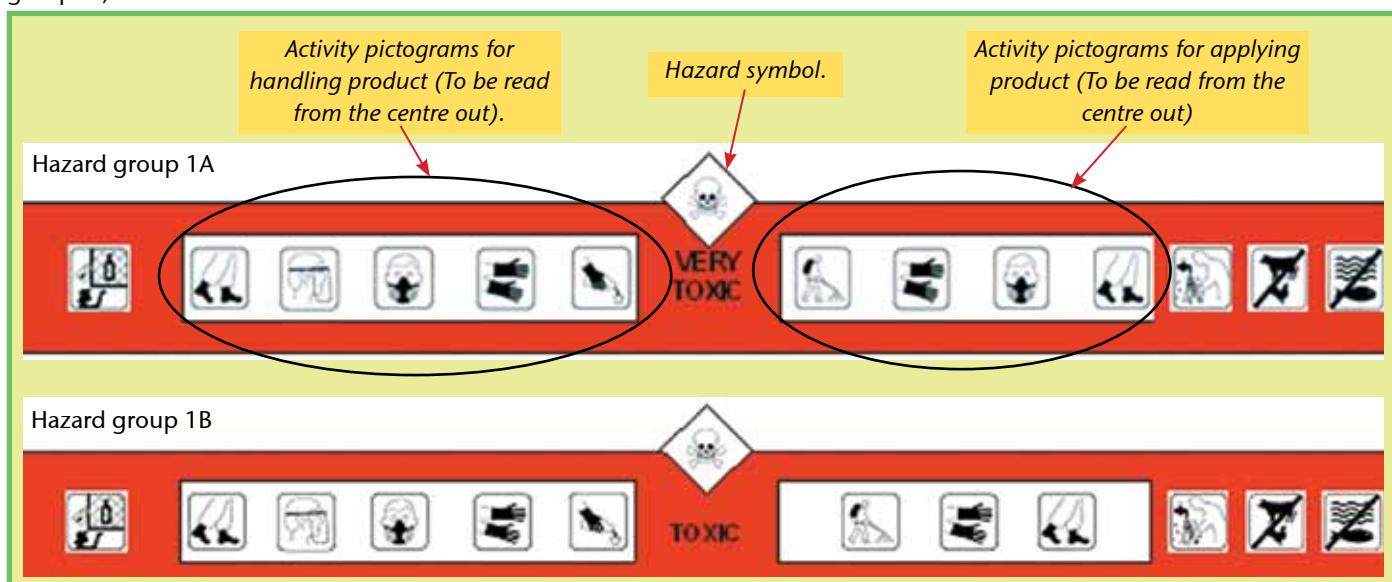 Activity pictograms for
handling product (To be read
from the centre out).
Hazard symbol.
Activity pictograms for applying
product (To be read from the
centre out)
Hazard group 1A
VERY
TOXIC
Hazard group 1B
TOXIC